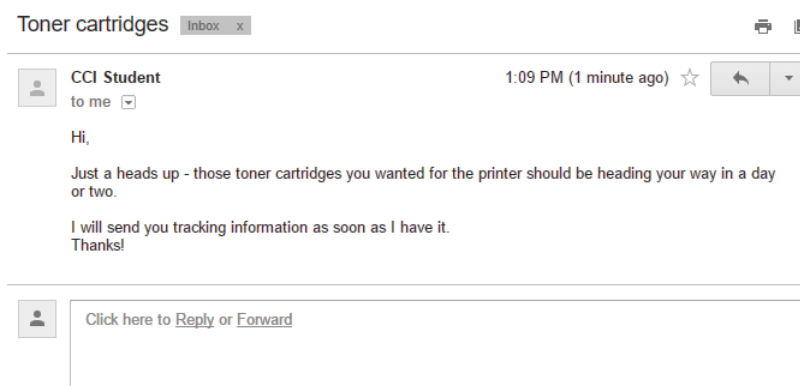 Toner cartridges Inbox x
CCI Student 1:09 PM (1 minute ago)
to me
Hi,
Just a heads up - those toner cartridges you wanted for the printer should be heading your way in a day
or two.
I will send you tracking information as soon as I have it.
Thanks!
Click here to Reply or Forward